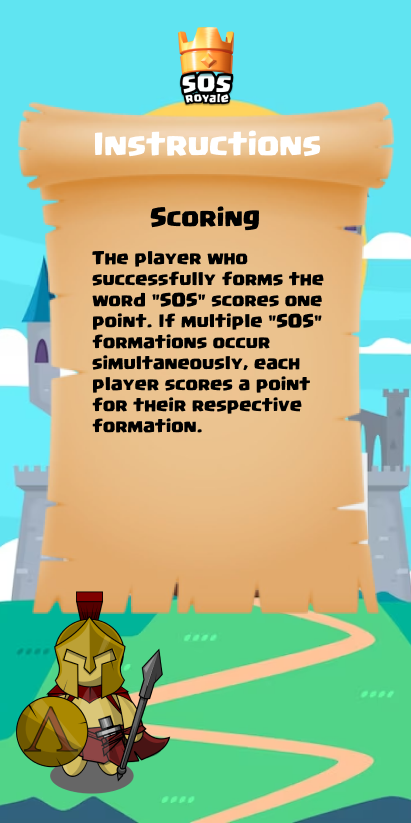 SOS
Royale
Instructions
Scoring
The player who
successfully forms the
word "SOS" scores one
point. If multiple "SOS"
formations occur
simultaneously, each
player scores a point
for their respective
formation.
Λ